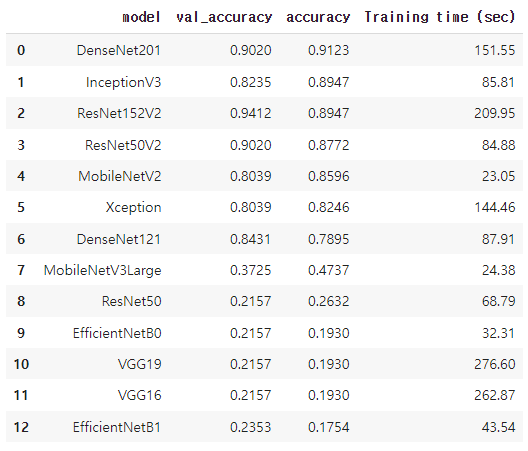 model val_accuracy accuracy Training time (sec)
0 DenseNet201 0.9020 0.9123 151.55
1 InceptionV3 0.8235 0.8947 85.81
2 ResNet152V2 0.9412 0.8947 209.95
3 ResNet50V2 0.9020 0.8772 84.88
4 MobileNetV2 0.8039 0.8596 23.05
5 Xception 0.8039 0.8246 144.46
6 DenseNet121 0.8431 0.7895 87.91
7 MobileNetV3Large 0.3725 0.4737 24.38
8 ResNet50 0.2157 0.2632 68.79
9 EfficientNetB0 0.2157 0.1930 32.31
10 VGG19 0.2157 0.1930 276.60
11 VGG16 0.2157 0.1930 262.87
12 EfficientNetB1 0.2353 0.1754 43.54